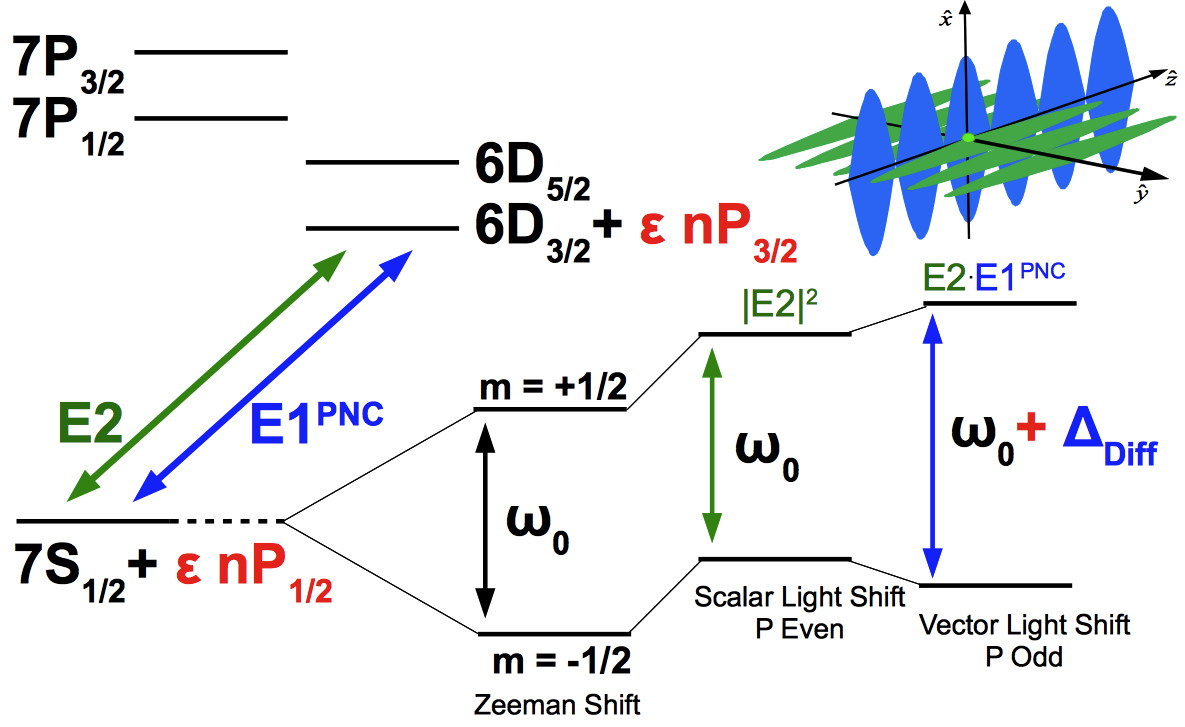 7P3/2
7P1/2
6D5/2
6D3/2 + ε nP3/2
x̂
ẑ
ŷ
E2
E1PNC
7S1/2 + ε nP1/2
m = +1/2
ω0
m = -1/2
Zeeman Shift
|E2|²
ω0
Scalar Light Shift
P Even
E2·E1PNC
ω0 + ΔDiff
Vector Light Shift
P Odd